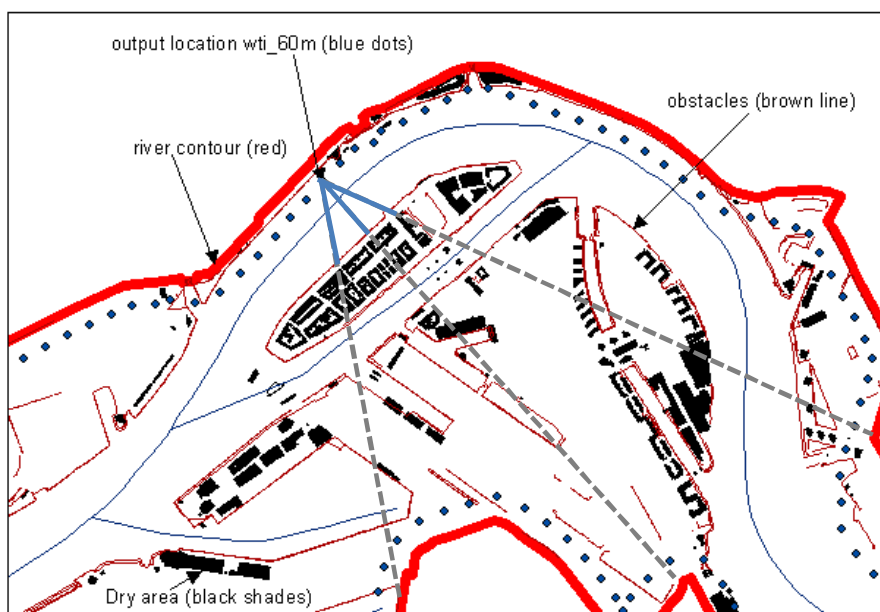 output location wti_60m (blue dots)
obstacles (brown line)
river contour (red)
Dry area (black shades)